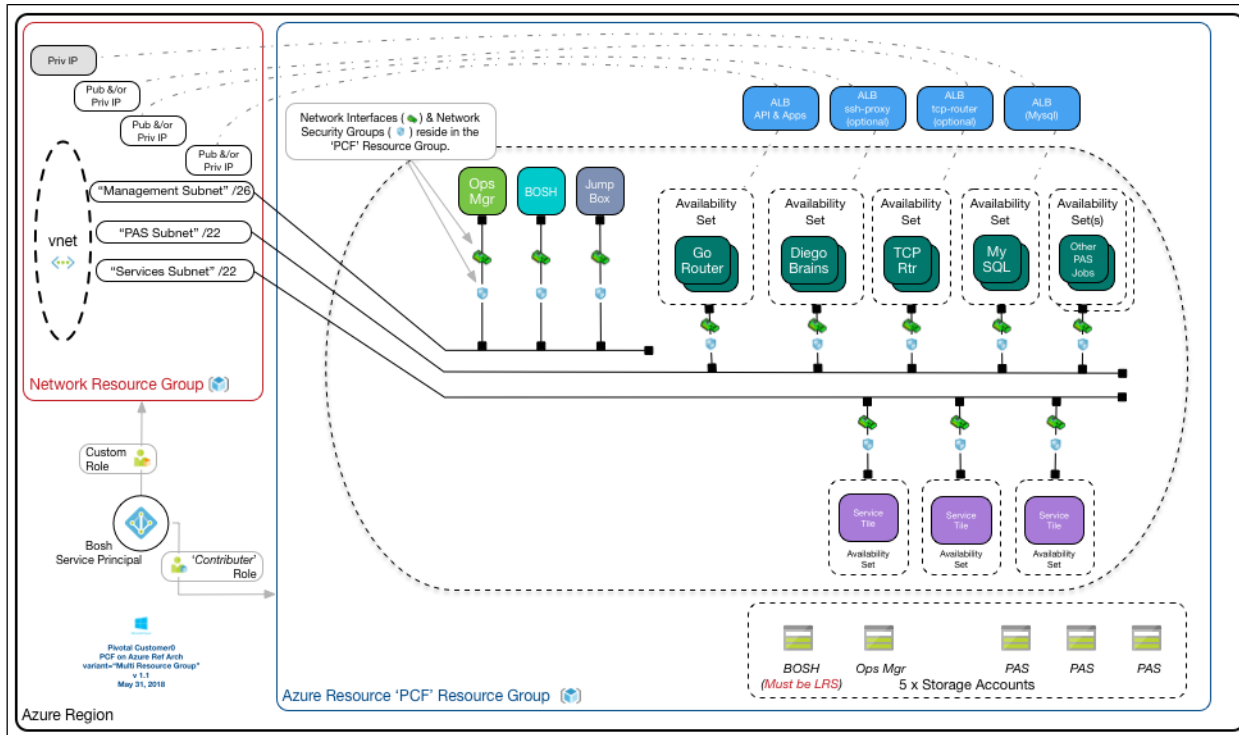 Priv IP
Pub &/or
Priv IP
Pub &/or
Priv IP
Pub &/or
Priv IP
vnet
“Management Subnet” /26
“PAS Subnet” /22
“Services Subnet” /22
Network Resource Group
Network Interfaces ( ) & Network
Security Groups ( ) reside in the
‘PCF’ Resource Group.
ALB
API & Apps
ALB
ssh-proxy
(optional)
ALB
tcp-router
(optional)
ALB
(Mysql)
Ops
Mgr
BOSH
Jump
Box
Availability
Set
Go
Router
Availability
Set
Diego
Brains
Availability
Set
TCP
Rtr
Availability
Set
My
SQL
Availability
Set(s)
Other
PAS
Jobs
Service
Tile
Availability
Set
Service
Tile
Availability
Set
Service
Tile
Availability
Set
Custom
Role
Bosh
Service Principal
‘Contributer’
Role
Pivotal Customer0
PCF on Azure Ref Arch
variant=“Multi Resource Group”
v 1.1
May 31, 2018
BOSH
(Must be LRS)
Ops Mgr
PAS
PAS
PAS
5 x Storage Accounts
Azure Resource ‘PCF’ Resource Group
Azure Region